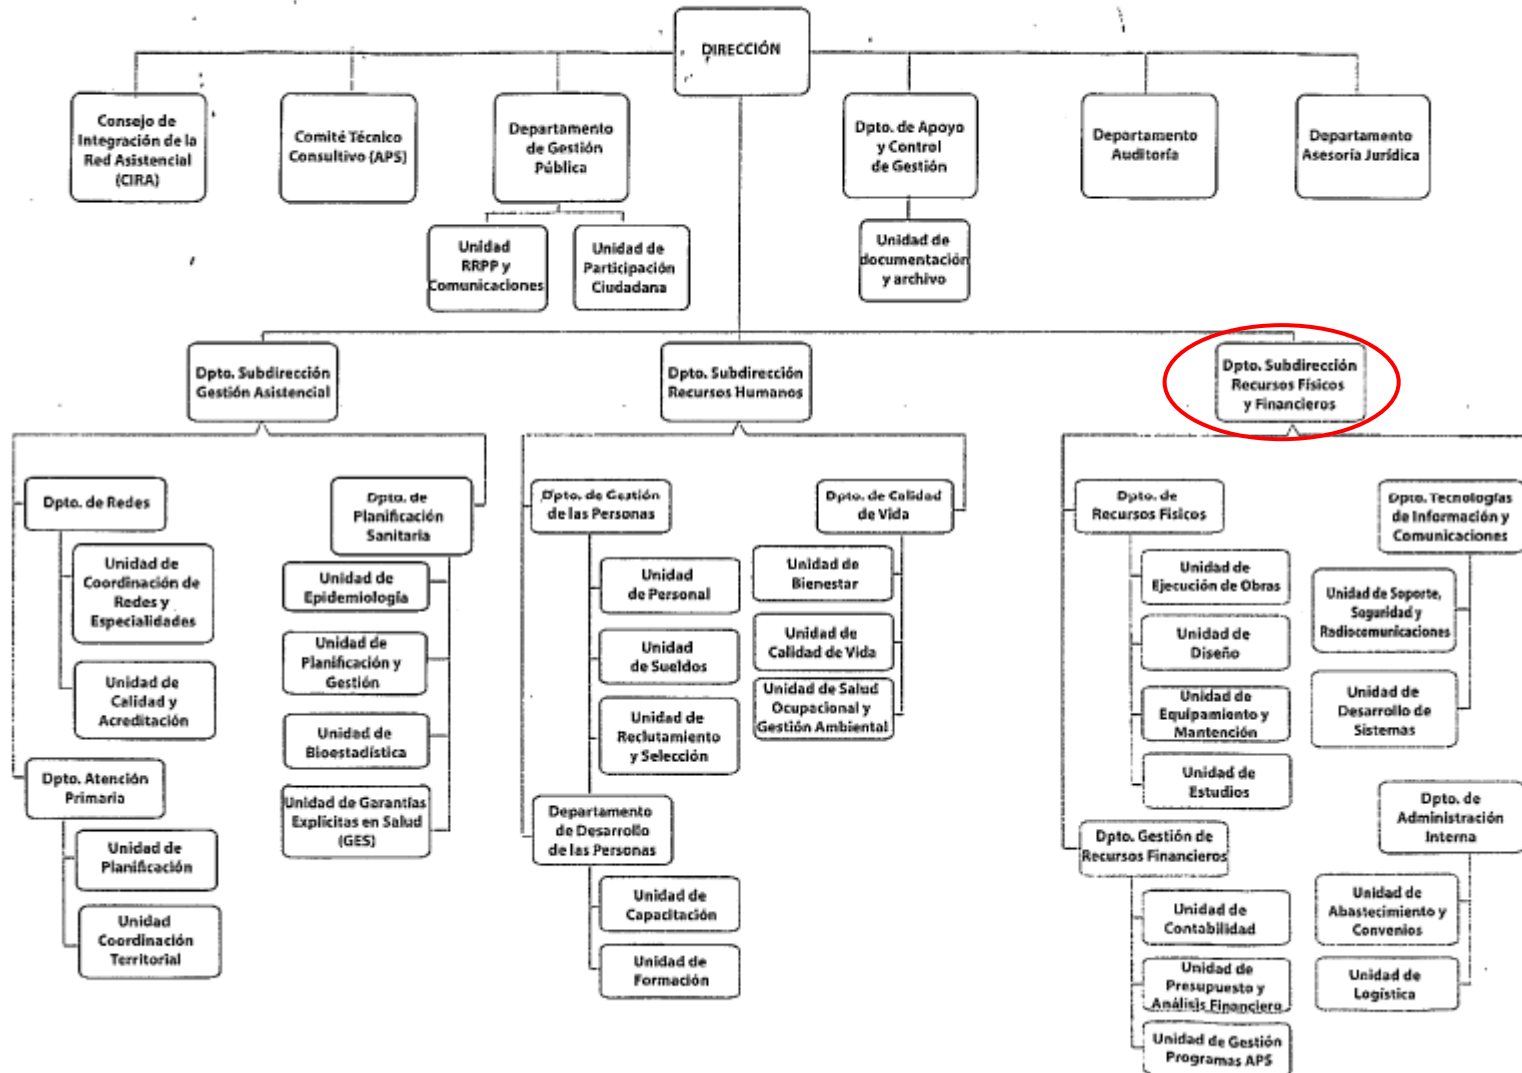 DIRECCIÓN
Consejo de
Integración de la
Red Asistencial
(CIRA)
Comité Técnico
Consultivo (APS)
Departamento
de Gestión
Pública
Dpto. de Apoyo
y Control
de Gestión
Departamento
Auditoría
Departamento
Asesoría Jurídica
Unidad
RRPP y
Comunicaciones
Unidad de
Participación
Ciudadana
Unidad de
documentación
y archivo
Dpto. Subdirección
Gestión Asistencial
Dpto. Subdirección
Recursos Humanos
Dpto. Subdirección
Recursos Físicos
y Financieros
Dpto. de Redes
Unidad de
Coordinación de
Redes y
Especialidades
Unidad de
Calidad y
Acreditación
Dpto. Atención
Primaria
Unidad de
Planificación
Unidad
Coordinación
Territorial
Dpto. de
Planificación
Sanitaria
Unidad de
Epidemiología
Unidad de
Planificación y
Gestión
Unidad de
Bioestadística
Unidad de Garantías
Explícitas en Salud
(GES)
Dpto. de Gestión
de las Personas
Unidad
de Personal
Unidad
de Sueldos
Unidad de
Reclutamiento
y Selección
Departamento
de Desarrollo
de las Personas
Unidad de
Capacitación
Unidad de
Formación
Dpto. de Calidad
de Vida
Unidad de
Bienestar
Unidad de
Calidad de Vida
Unidad de Salud
Ocupacional y
Gestión Ambiental
Dpto. de
Recursos Físicos
Unidad de
Ejecución de Obras
Unidad de
Diseño
Unidad de
Equipamiento y
Mantención
Unidad de
Estudios
Dpto. Gestión de
Recursos Financieros
Unidad de
Contabilidad
Unidad de
Presupuesto y
Análisis Financiero
Unidad de Gestión
Programas APS
Dpto. Tecnologías
de Información y
Comunicaciones
Unidad de Soporte,
Seguridad y
Radiocomunicaciones
Unidad de
Desarrollo de
Sistemas
Dpto. de
Administración
Interna
Unidad de
Abastecimiento y
Convenios
Unidad de
Logística